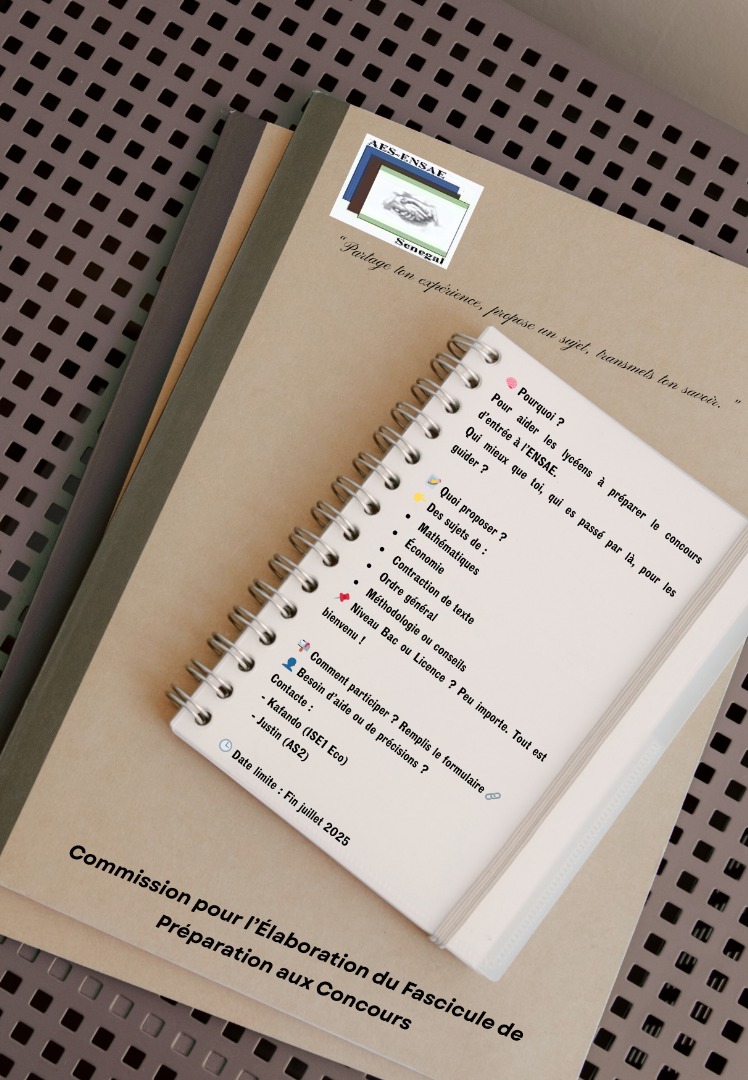 AES-ENSAE
Senegal
“Partage ton expérience, propose un sujet, transmets ton savoir. ”
🧠 Pourquoi ?
Pour aider les lycéens à préparer le concours
d’entrée à l’ENSAE.
Qui mieux que toi, qui es passé par là, pour les
guider ?
📝 Quoi proposer ?
👉 Des sujets de :
• Mathématiques
• Économie
• Contraction de texte
• Ordre général
• Méthodologie ou conseils
📌 Niveau Bac ou Licence ? Peu importe. Tout est
bienvenu !
📬 Comment participer ? Remplis le formulaire 🔗
👤 Besoin d’aide ou de précisions ?
Contacte :
- Kafando (ISE1 Eco)
- Justin (AS2)
🕒 Date limite : Fin juillet 2025
Commission pour l’Élaboration du Fascicule de
Préparation aux Concours